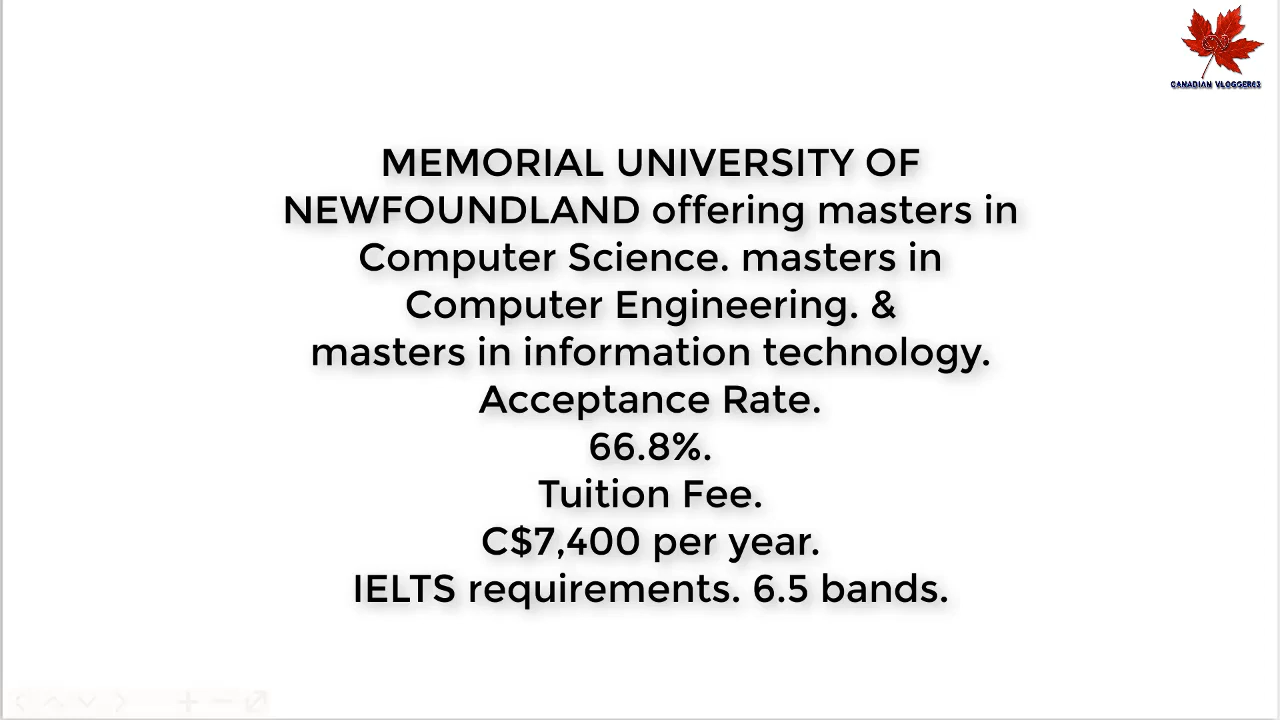 CANADIAN VLOGGER63
MEMORIAL UNIVERSITY OF
NEWFOUNDLAND offering masters in
Computer Science. masters in
Computer Engineering. &
masters in information technology.
Acceptance Rate.
66.8%.
Tuition Fee.
C$7,400 per year.
IELTS requirements. 6.5 bands.